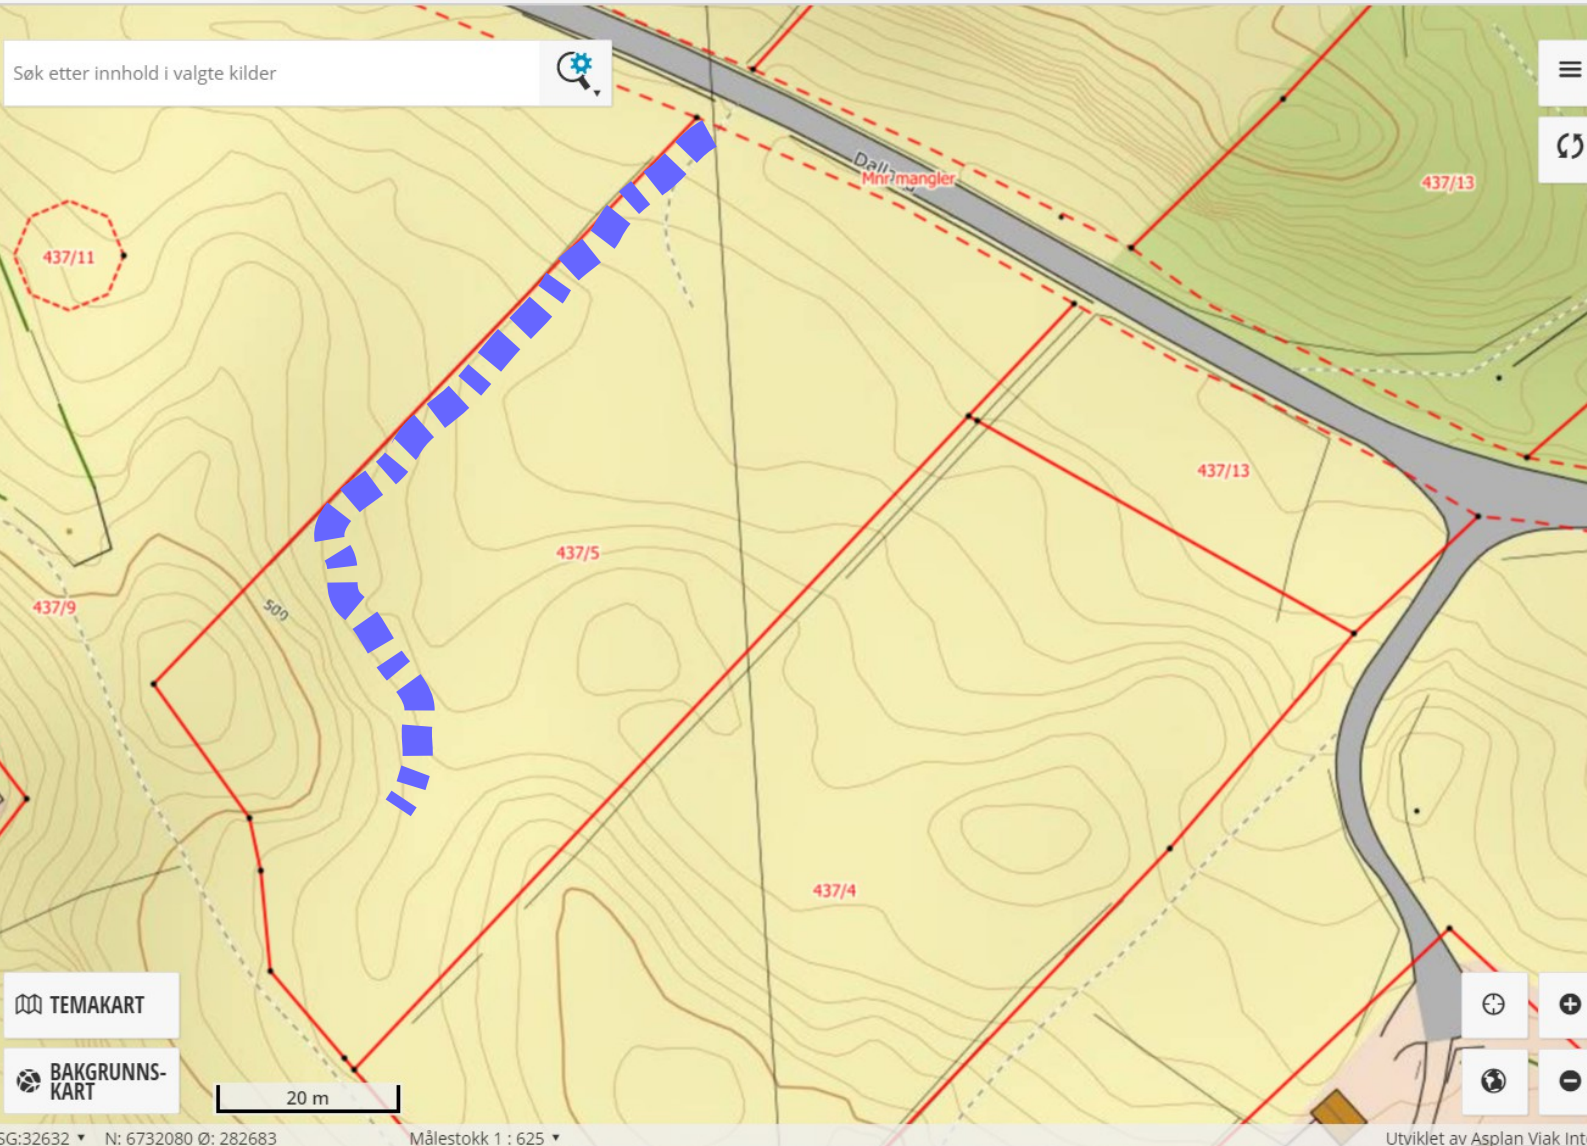 Søk etter innhold i valgte kilder
Mnr mangler
437/13
437/11
437/13
437/5
437/9
500
437/4
TEMAKART
BAKGRUNNS-
KART
20 m
SG:32632
N: 6732080 Ø: 282683
Målestokk 1 : 625
Utviklet av Asplan Viak Int